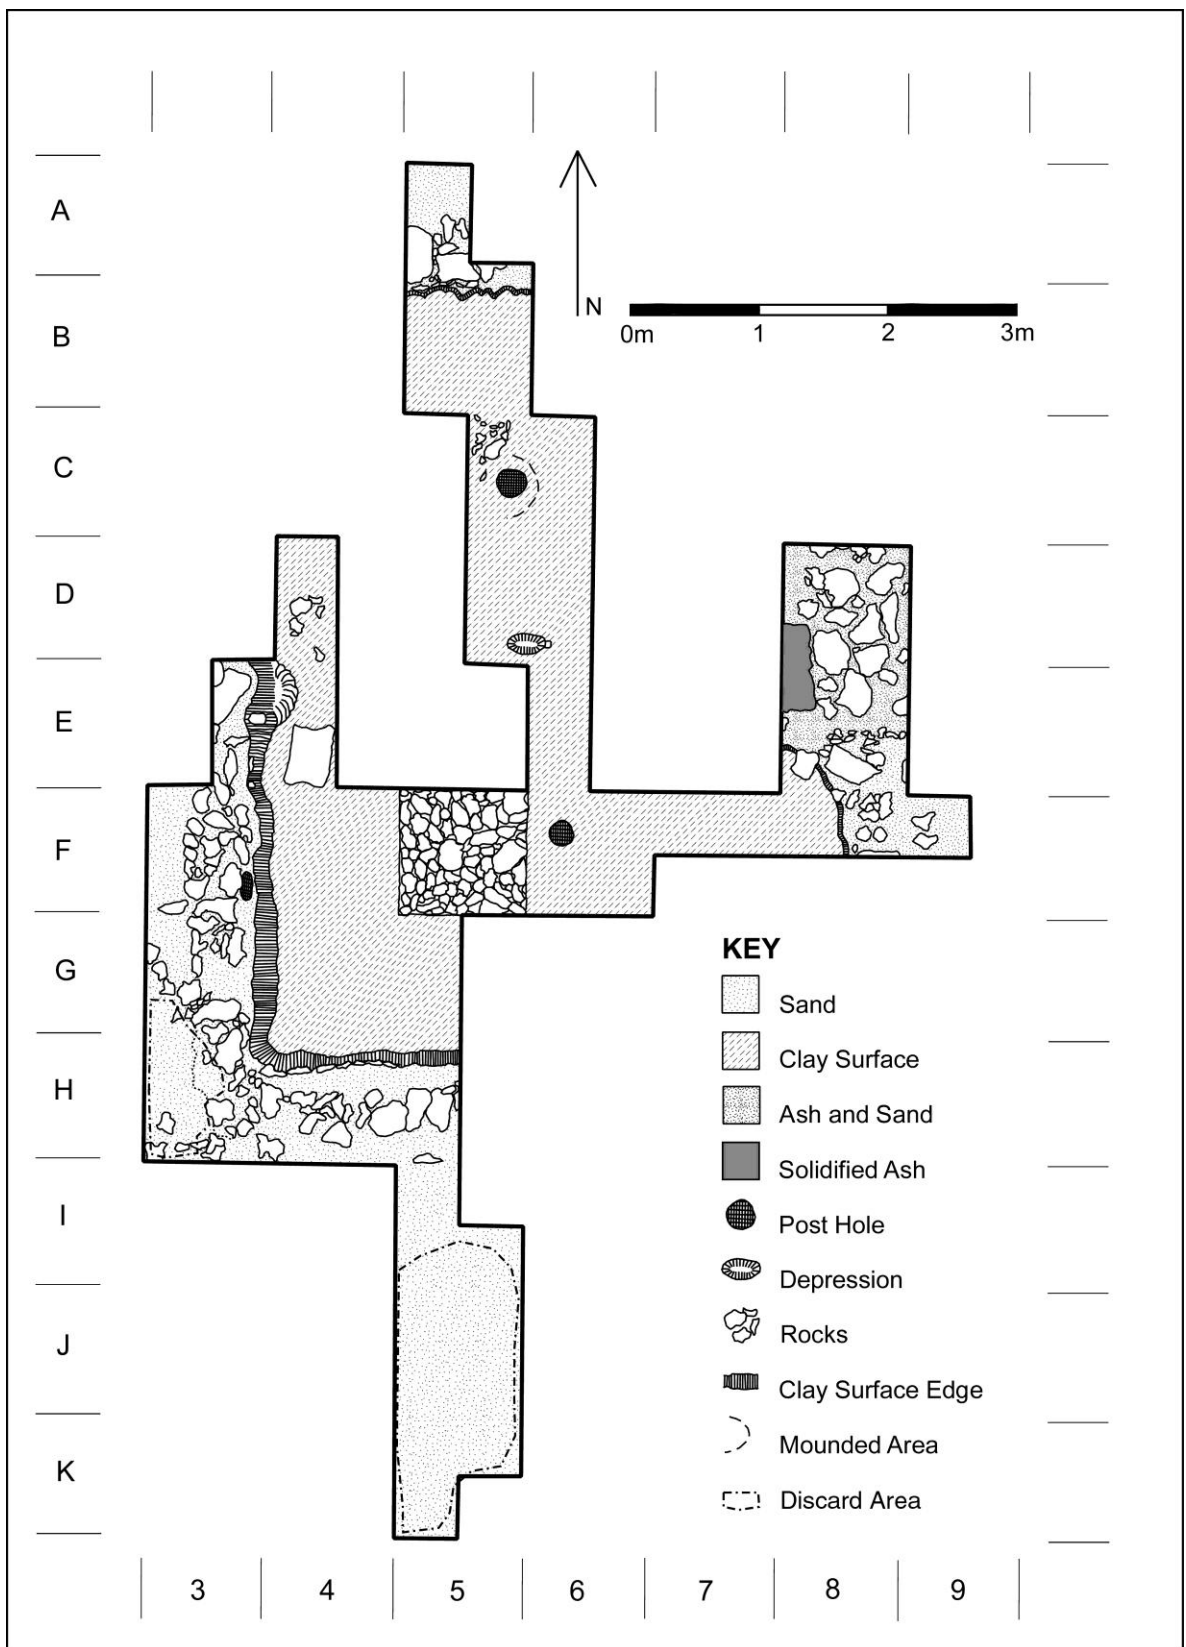 A
N
0m 1 2 3m
B
C
D
E
F
KEY
G
Sand
Clay Surface
H
Ash and Sand
Solidified Ash
I
Post Hole
Depression
J
Rocks
Clay Surface Edge
Mounded Area
K
Discard Area
3 4 5 6 7 8 9